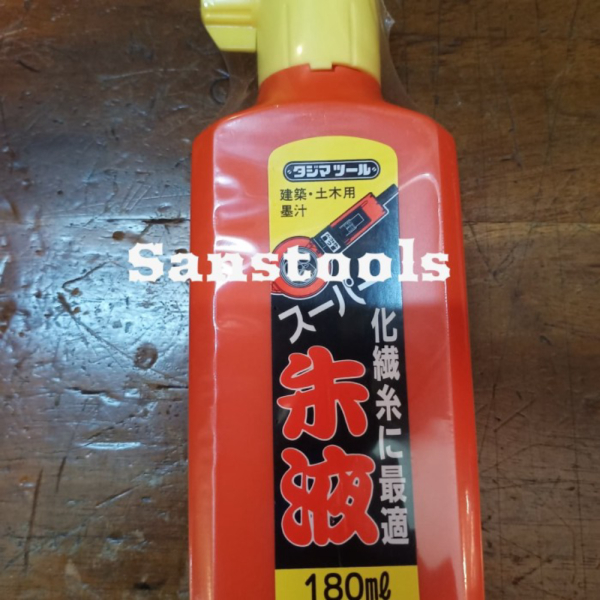 タジマツール
建築・土木用
墨汁
Sanstools
スーパー
朱液
化繊糸に最適
180ml